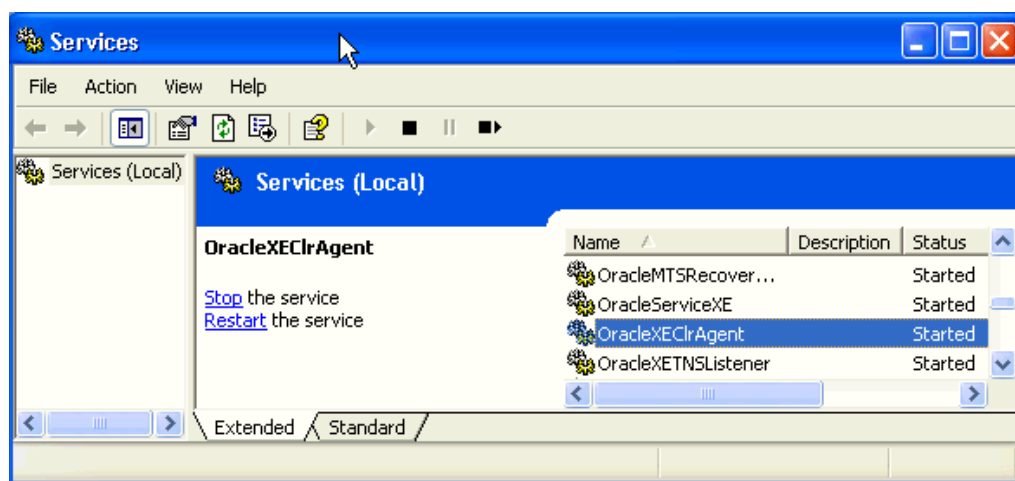 Services
File Action View Help
Services (Local)
Services (Local)
OracleXEClrAgent
Stop the service
Restart the service
Name Description Status
OracleMTSRecover... Started
OracleServiceXE Started
OracleXEClrAgent Started
OracleXETNSListener Started
Extended Standard